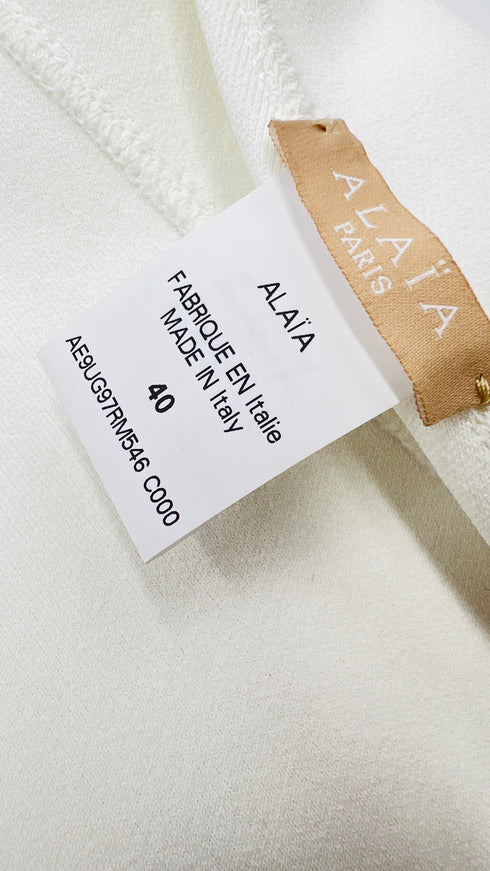 ALAÏA
PARIS
ALAÏA
FABRIQUE EN Italie
MADE IN Italy
40
AE9UG97RM546 C000